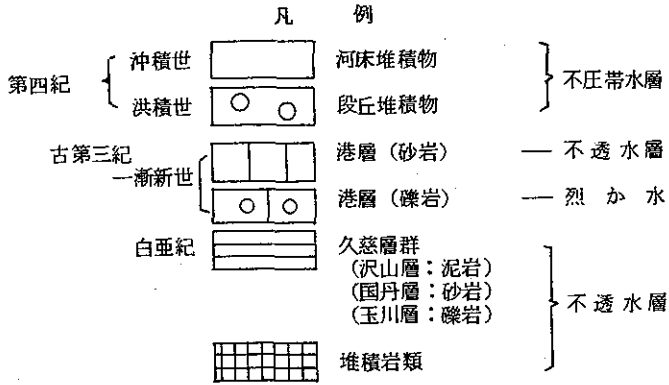 凡 例
第四紀
沖積世 河床堆積物
洪積世 段丘堆積物
不圧帯水層
古第三紀
漸新世
港層（砂岩） — 不透水層
港層（礫岩） — 烈か水
白亜紀 久慈層群
（沢山層：泥岩）
（国丹層：砂岩）
（玉川層：礫岩）
堆積岩類
不透水層